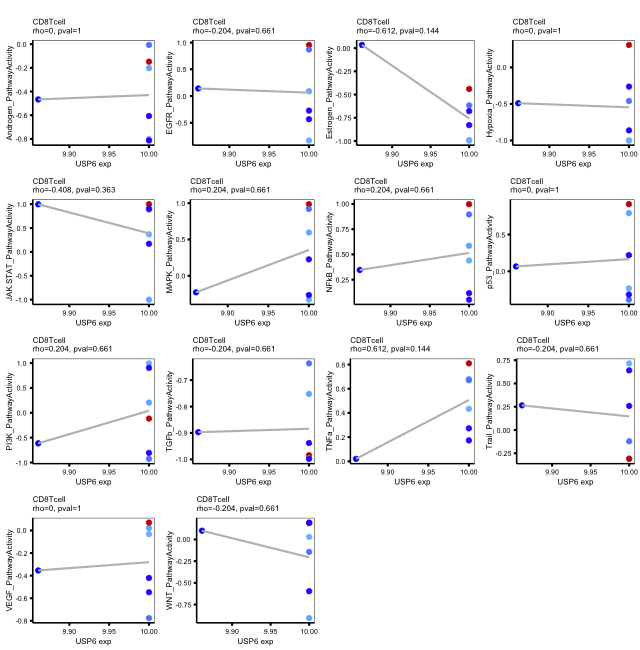 CD8Tcell
rho=0, pval=1
Androgen_PathwayActivity
0.0
-0.2
-0.4
-0.6
-0.8
9.90 9.95 10.00
USP6 exp
CD8Tcell
rho=-0.204, pval=0.661
EGFR_PathwayActivity
1.0
0.5
0.0
-0.5
9.90 9.95 10.00
USP6 exp
CD8Tcell
rho=-0.612, pval=0.144
Estrogen_PathwayActivity
0.00
-0.25
-0.50
-0.75
-1.00
9.90 9.95 10.00
USP6 exp
CD8Tcell
rho=0, pval=1
Hypoxia_PathwayActivity
0.0
-0.5
-1.0
9.90 9.95 10.00
USP6 exp
CD8Tcell
rho=-0.408, pval=0.363
JAK.STAT_PathwayActivity
1.0
0.5
0.0
-0.5
-1.0
9.90 9.95 10.00
USP6 exp
CD8Tcell
rho=0.204, pval=0.661
MAPK_PathwayActivity
1.0
0.5
0.0
9.90 9.95 10.00
USP6 exp
CD8Tcell
rho=0.204, pval=0.661
NFkB_PathwayActivity
1.00
0.75
0.50
0.25
9.90 9.95 10.00
USP6 exp
CD8Tcell
rho=0, pval=1
p53_PathwayActivity
0.5
0.0
9.90 9.95 10.00
USP6 exp
CD8Tcell
rho=0.204, pval=0.661
PI3K_PathwayActivity
1.0
0.5
0.0
-0.5
-1.0
9.90 9.95 10.00
USP6 exp
CD8Tcell
rho=-0.204, pval=0.661
TGFb_PathwayActivity
-0.7
-0.8
-0.9
-1.0
9.90 9.95 10.00
USP6 exp
CD8Tcell
rho=0.612, pval=0.144
TNFa_PathwayActivity
0.8
0.6
0.4
0.2
0.0
9.90 9.95 10.00
USP6 exp
CD8Tcell
rho=-0.204, pval=0.661
Trail_PathwayActivity
0.75
0.50
0.25
0.00
-0.25
9.90 9.95 10.00
USP6 exp
CD8Tcell
rho=0, pval=1
VEGF_PathwayActivity
0.0
-0.2
-0.4
-0.6
-0.8
9.90 9.95 10.00
USP6 exp
CD8Tcell
rho=-0.204, pval=0.661
WNT_PathwayActivity
0.00
-0.25
-0.50
-0.75
9.90 9.95 10.00
USP6 exp